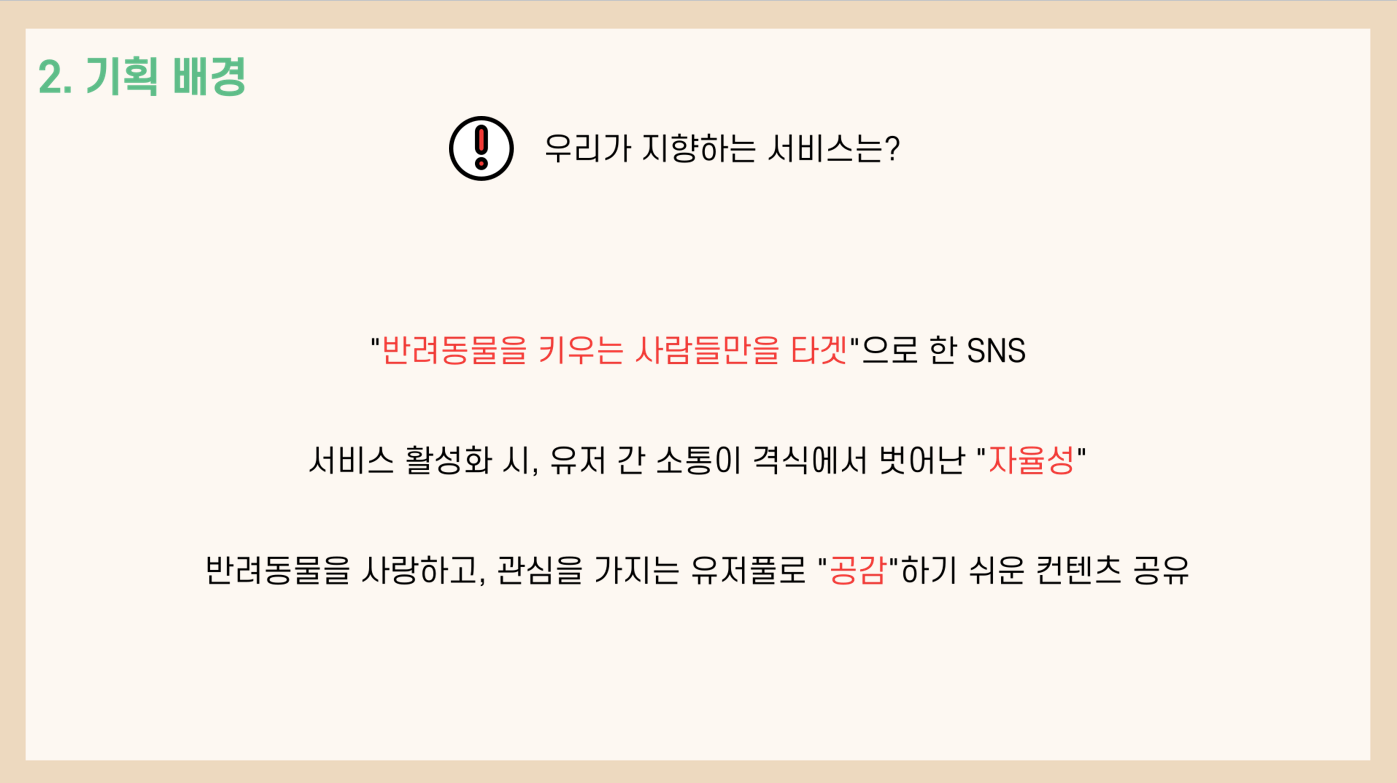 2. 기획 배경
우리가 지향하는 서비스는?
"반려동물을 키우는 사람들만을 타겟"으로 한 SNS
서비스 활성화 시, 유저 간 소통이 격식에서 벗어난 "자율성"
반려동물을 사랑하고, 관심을 가지는 유저풀로 "공감"하기 쉬운 컨텐츠 공유